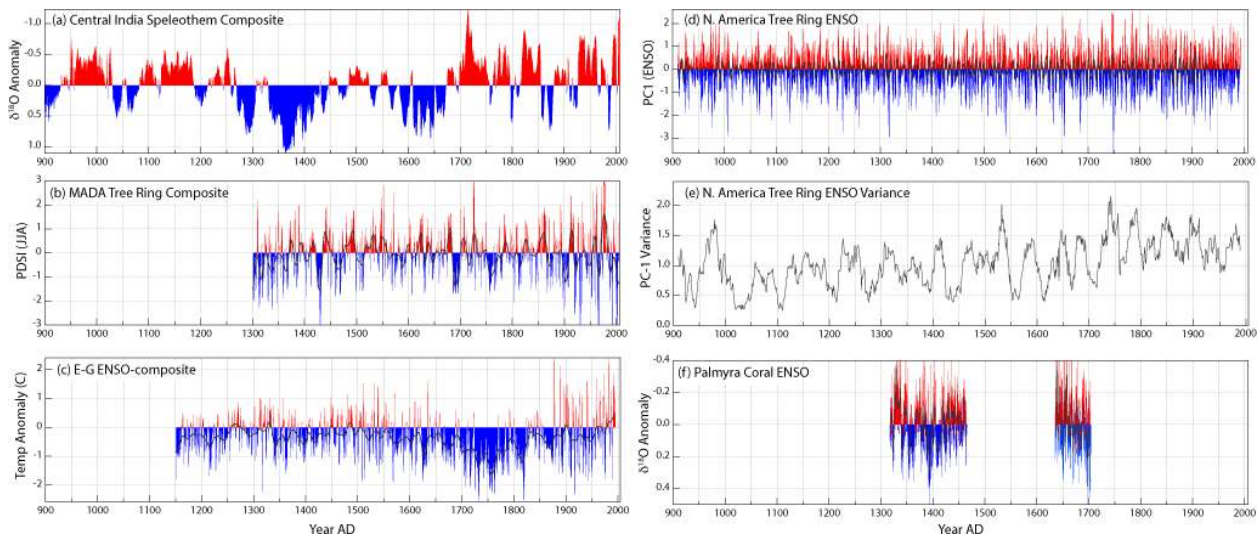 (a) Central India Speleothem Composite
δ18O Anomaly
-1.0
-0.5
0.0
0.5
1.0
900 1000 1100 1200 1300 1400 1500 1600 1700 1800 1900 2000
(b) MADA Tree Ring Composite
PDSI (JJA)
3
2
1
0
-1
-2
-3
900 1000 1100 1200 1300 1400 1500 1600 1700 1800 1900 2000
(c) E-G ENSO-composite
Temp Anomaly (C)
2
1
0
-1
-2
900 1000 1100 1200 1300 1400 1500 1600 1700 1800 1900 2000
Year AD
(d) N. America Tree Ring ENSO
PC1 (ENSO)
2
1
0
-1
-2
-3
900 1000 1100 1200 1300 1400 1500 1600 1700 1800 1900 2000
(e) N. America Tree Ring ENSO Variance
PC-1 Variance
2.0
1.5
1.0
0.5
0.0
900 1000 1100 1200 1300 1400 1500 1600 1700 1800 1900 2000
(f) Palmyra Coral ENSO
δ18O Anomaly
-0.4
-0.2
0.0
0.2
0.4
900 1000 1100 1200 1300 1400 1500 1600 1700 1800 1900 2000
Year AD